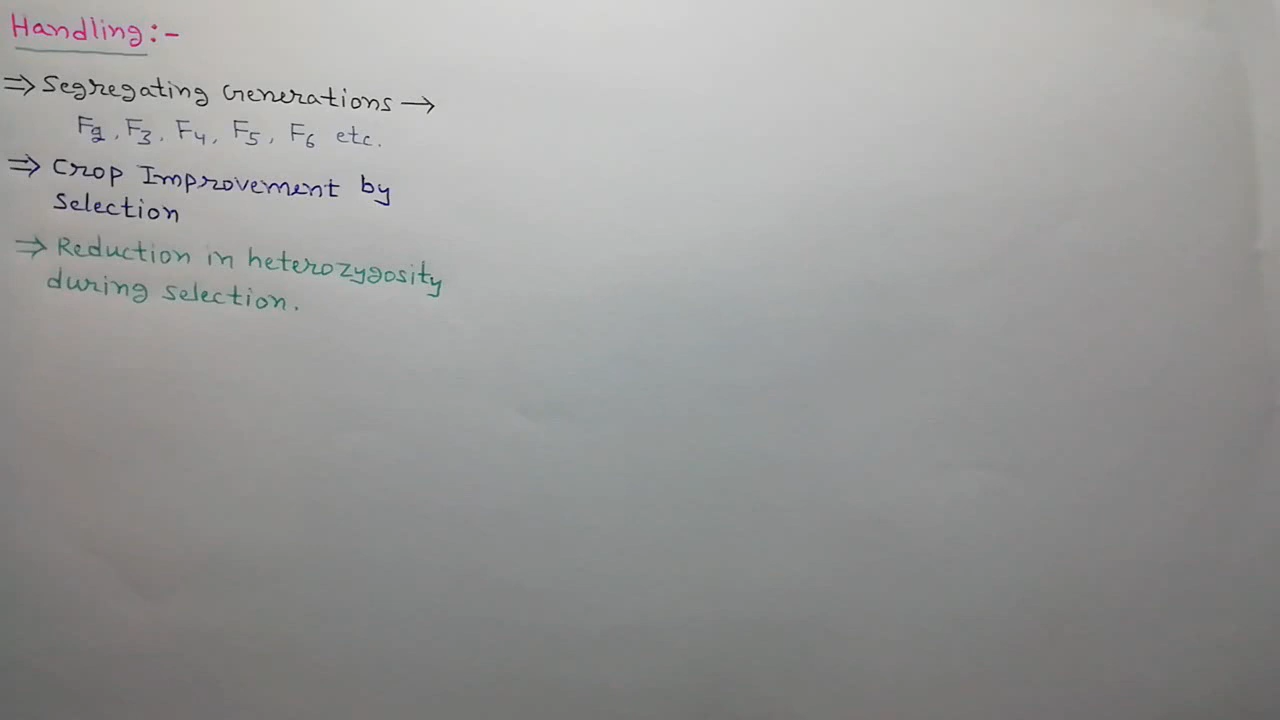 Handling:-
⇒ Segregating Generations →
F2, F3, F4, F5, F6 etc.
⇒ Crop Improvement by
Selection
⇒ Reduction in heterozygosity
during selection.